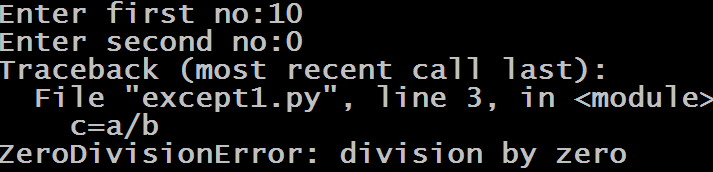 Enter first no:10
Enter second no:0
Traceback (most recent call last):
  File "except1.py", line 3, in <module>
    c=a/b
ZeroDivisionError: division by zero